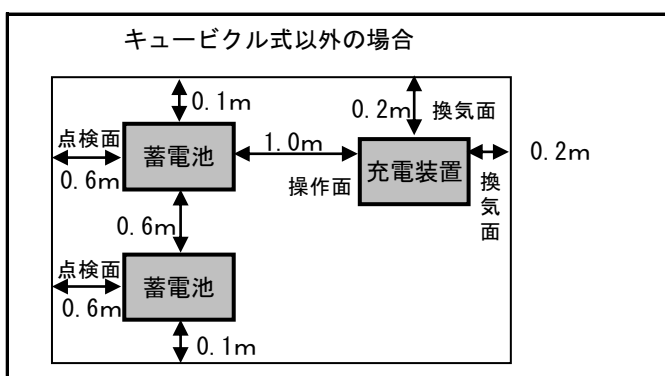 キュービクル式以外の場合
0.1m
0.2m 換気面
点検面
0.6m
蓄電池
1.0m
操作面
充電装置
0.2m
換気面
0.6m
点検面
0.6m
蓄電池
0.1m